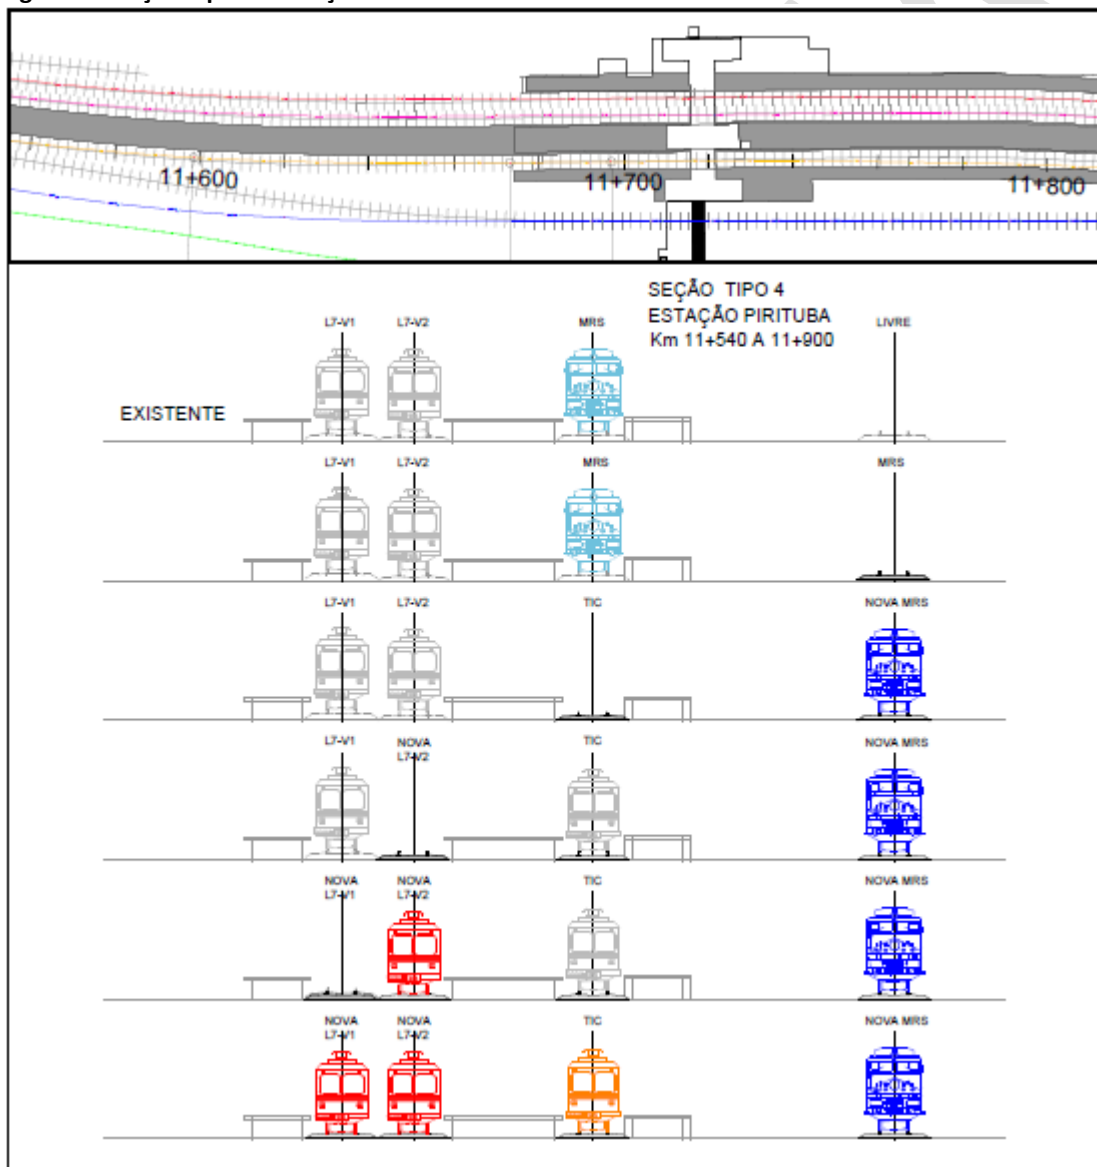 11+600
11+700
11+800
SEÇÃO TIPO 4
ESTAÇÃO PIRITUBA
Km 11+540 A 11+900
L7-V1 L7-V2 MRS LIVRE
EXISTENTE
L7-V1 L7-V2 MRS MRS
L7-V1 L7-V2 TIC NOVA MRS
L7-V1 NOVA TIC NOVA MRS
L7-V2
NOVA NOVA TIC NOVA MRS
L7-V1 L7-V2
NOVA NOVA TIC NOVA MRS
L7-V1 L7-V2